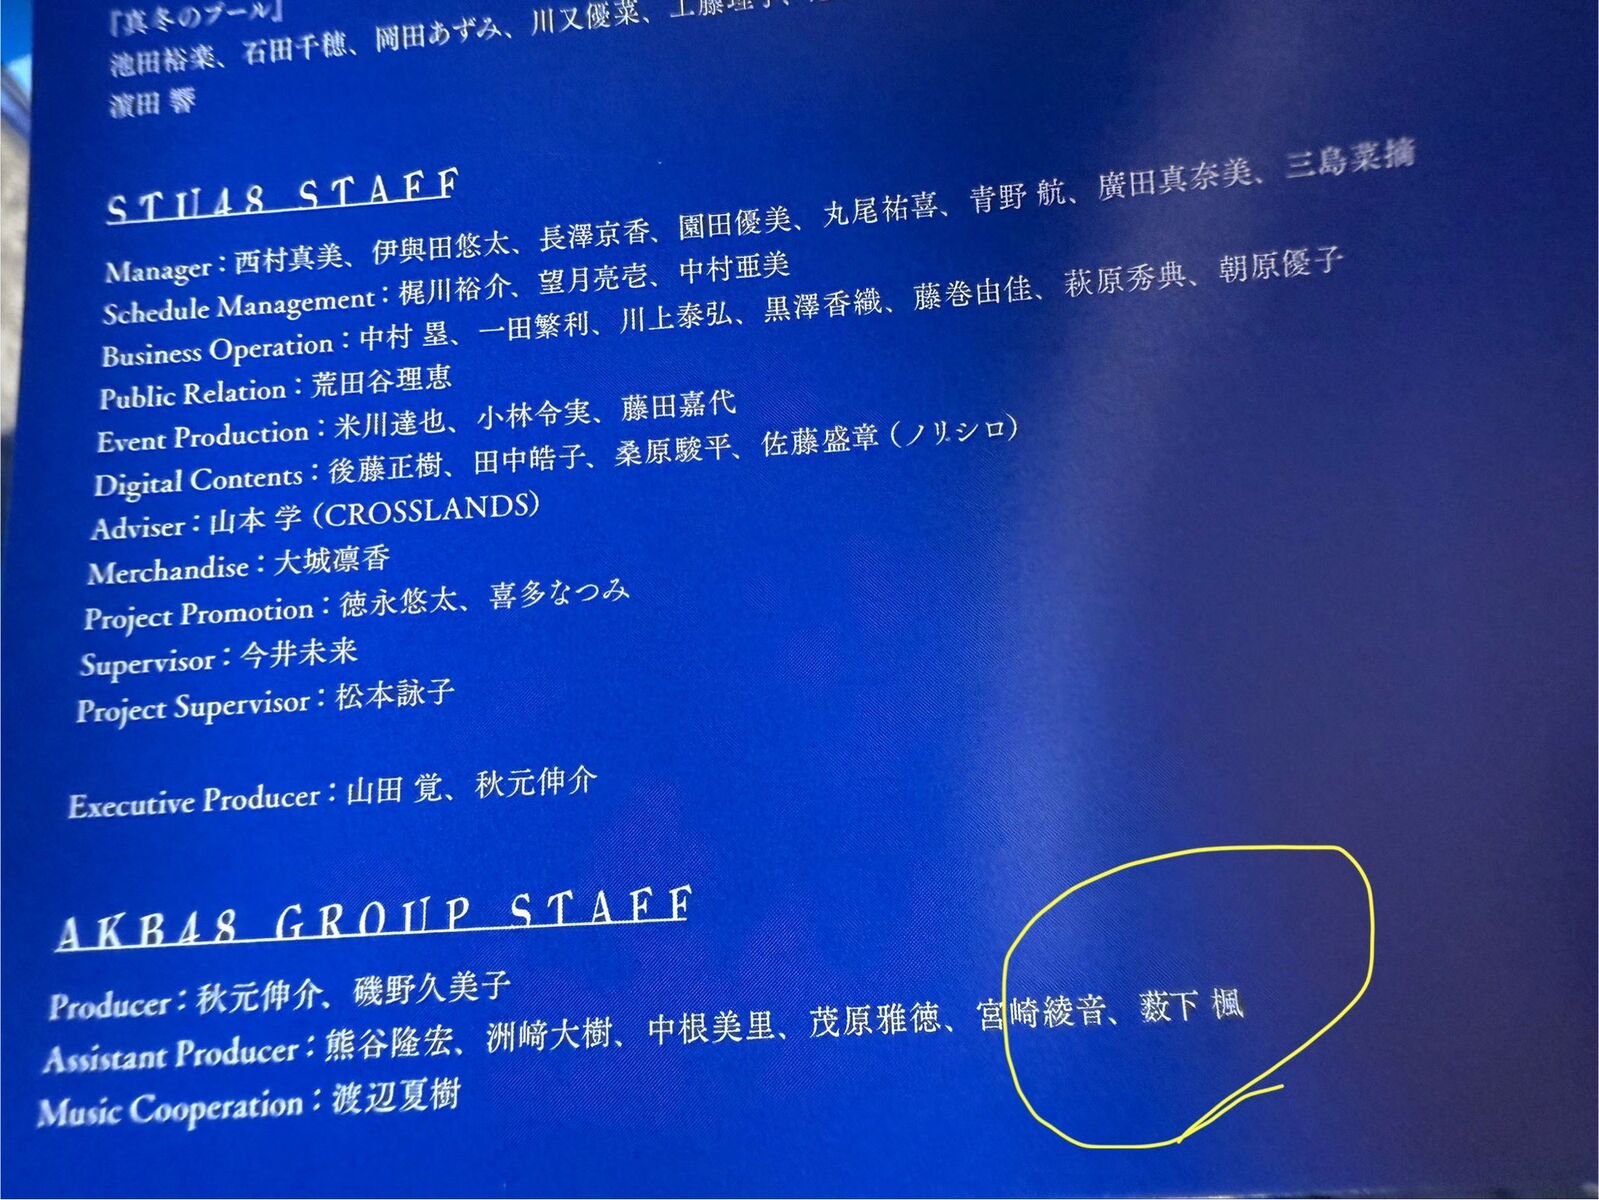 『真冬のプール』
池田裕楽、石田千穂、岡田あずみ、川又優菜、工藤理子、
濵田 響
STU48 STAFF
Manager：西村真美、伊與田悠太、長澤京香、園田優美、丸尾祐喜、青野 航、廣田真奈美、三島菜摘
Schedule Management：梶川裕介、望月亮壱、中村亜美
Business Operation：中村 塁、一田繁利、川上泰弘、黒澤香織、藤巻由佳、萩原秀典、朝原優子
Public Relation：荒田谷理恵
Event Production：米川達也、小林令実、藤田嘉代
Digital Contents：後藤正樹、田中皓子、桑原駿平、佐藤盛章（ノリシロ）
Adviser：山本 学（CROSSLANDS）
Merchandise：大城凛香
Project Promotion：徳永悠太、喜多なつみ
Supervisor：今井未来
Project Supervisor：松本詠子
Executive Producer：山田 覚、秋元伸介
AKB48 GROUP STAFF
Producer：秋元伸介、磯野久美子
Assistant Producer：熊谷隆宏、洲﨑大樹、中根美里、茂原雅徳、宮崎綾音、薮下 楓
Music Cooperation：渡辺夏樹